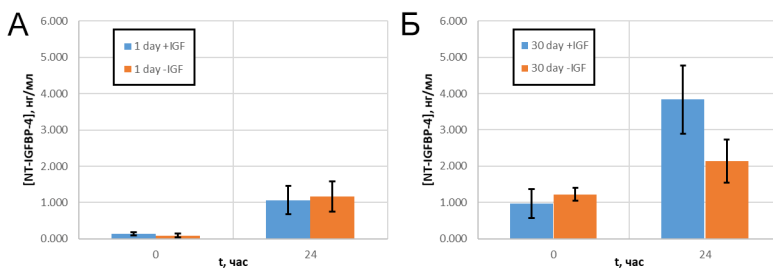 А
[NT-IGFBP-4], нг/мл
6.000
5.000
4.000
3.000
2.000
1.000
0.000
1 day +IGF
1 day -IGF
0
24
t, час
Б
[NT-IGFBP-4], нг/мл
6.000
5.000
4.000
3.000
2.000
1.000
0.000
30 day +IGF
30 day -IGF
0
24
t, час